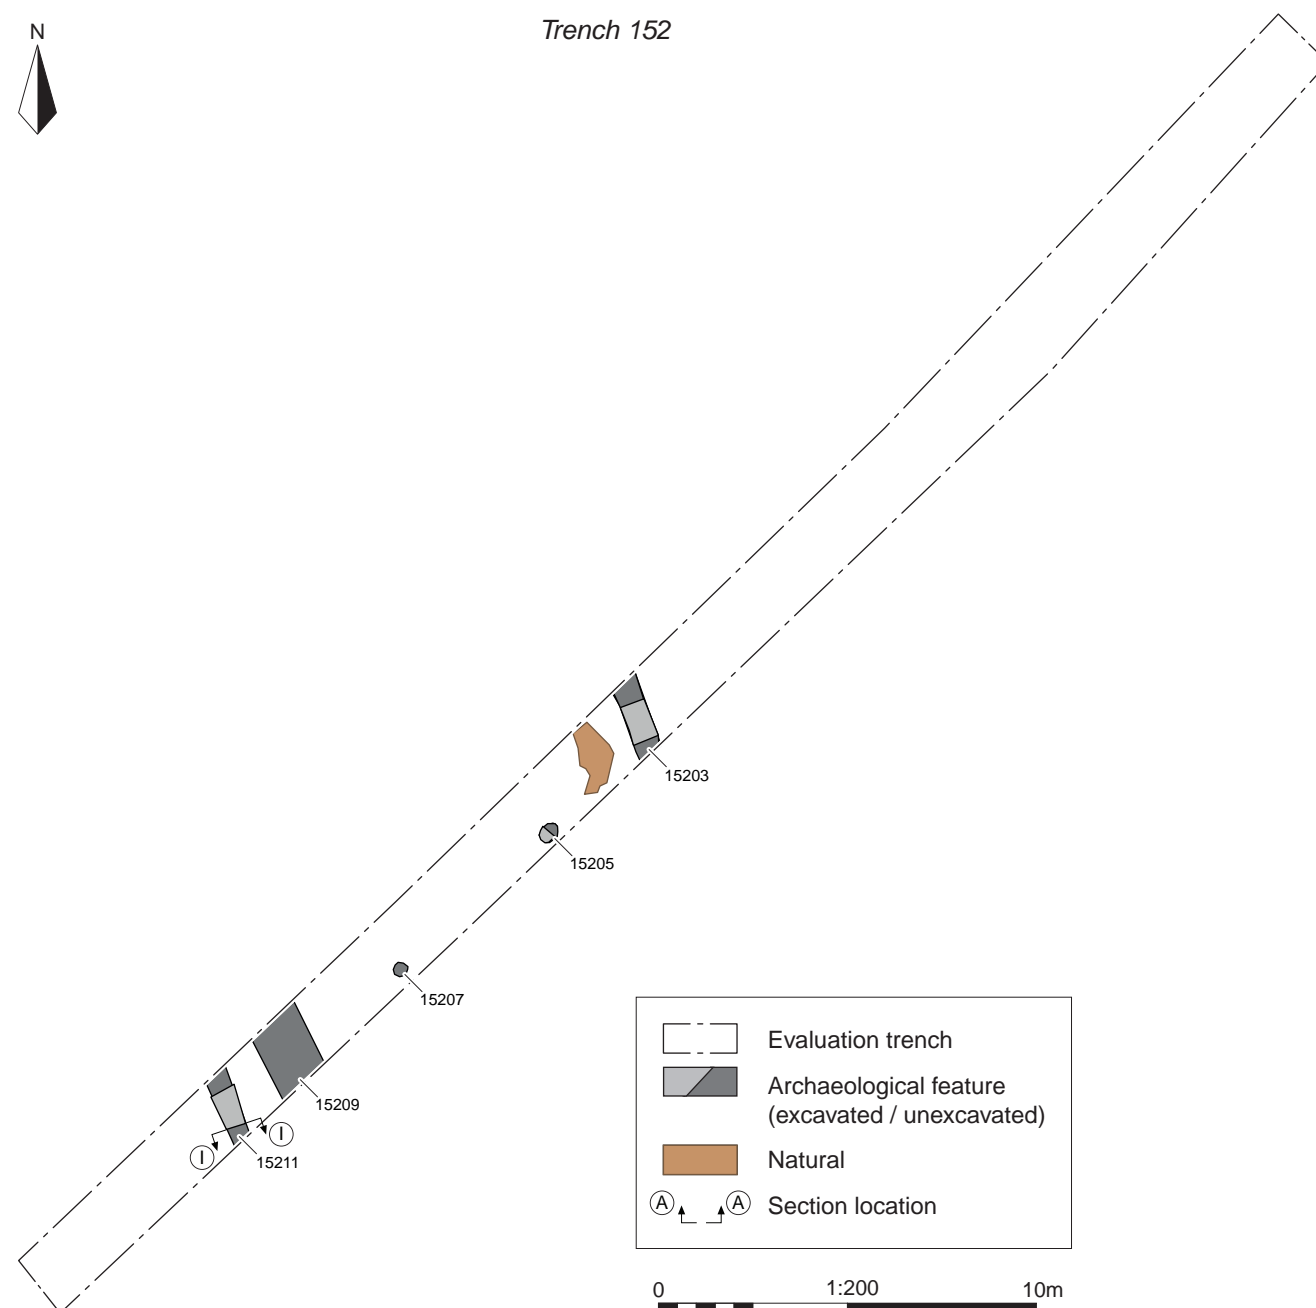 Trench 152
N
15203
15205
15207
15209
I
I
15211
Evaluation trench
Archaeological feature
(excavated / unexcavated)
Natural
A
A
Section location
0
1:200
10m